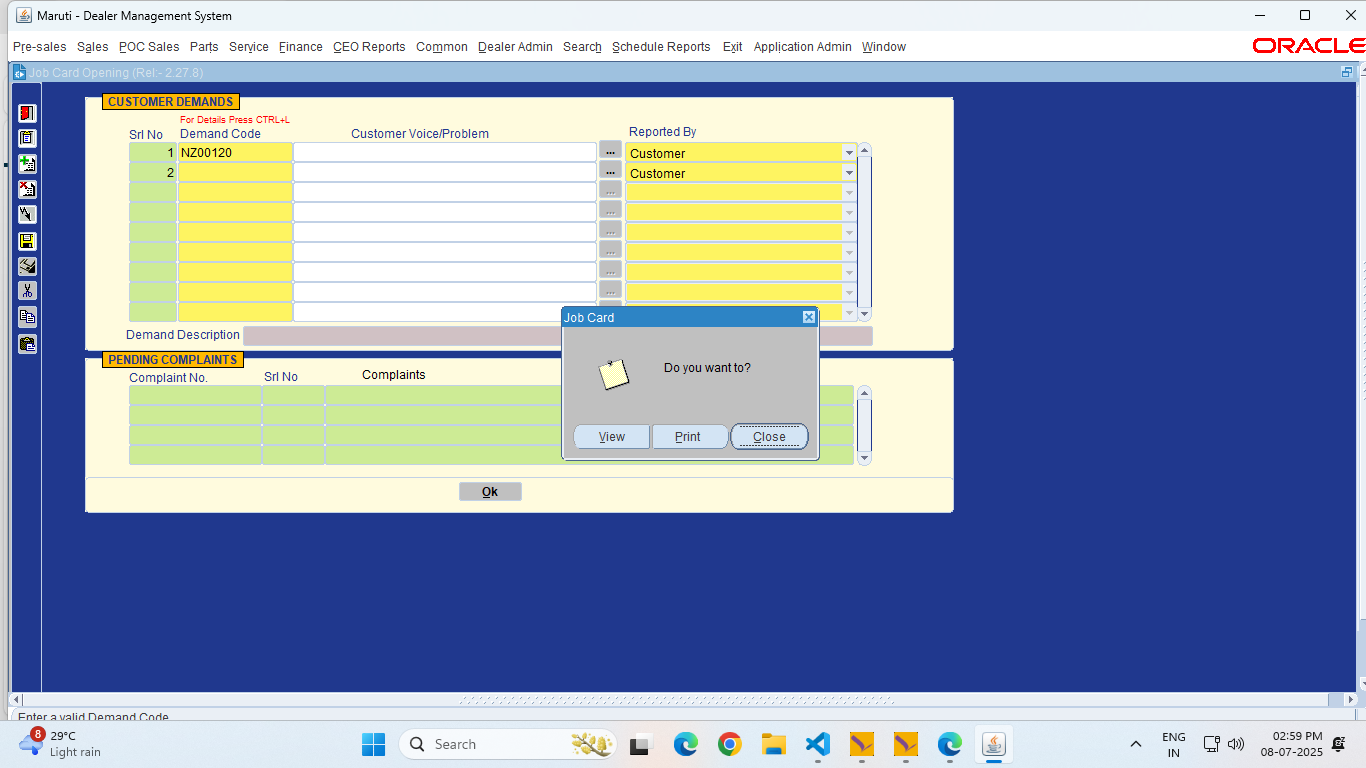 Maruti - Dealer Management System
Pre-sales Sales POC Sales Parts Service Finance CEO Reports Common Dealer Admin Search Schedule Reports Exit Application Admin Window
ORACLE
Job Card Opening (Rel:- 2.27.8)
CUSTOMER DEMANDS
For Details Press CTRL+L
Srl No Demand Code Customer Voice/Problem Reported By
1 NZ00120 ... Customer
2 ... Customer
...
...
...
...
...
...
Demand Description
Job Card
Do you want to?
View Print Close
PENDING COMPLAINTS
Complaint No. Srl No Complaints
Ok
Enter a valid Demand Code
8
29°C
Light rain
Search
ENG
IN
02:59 PM
08-07-2025